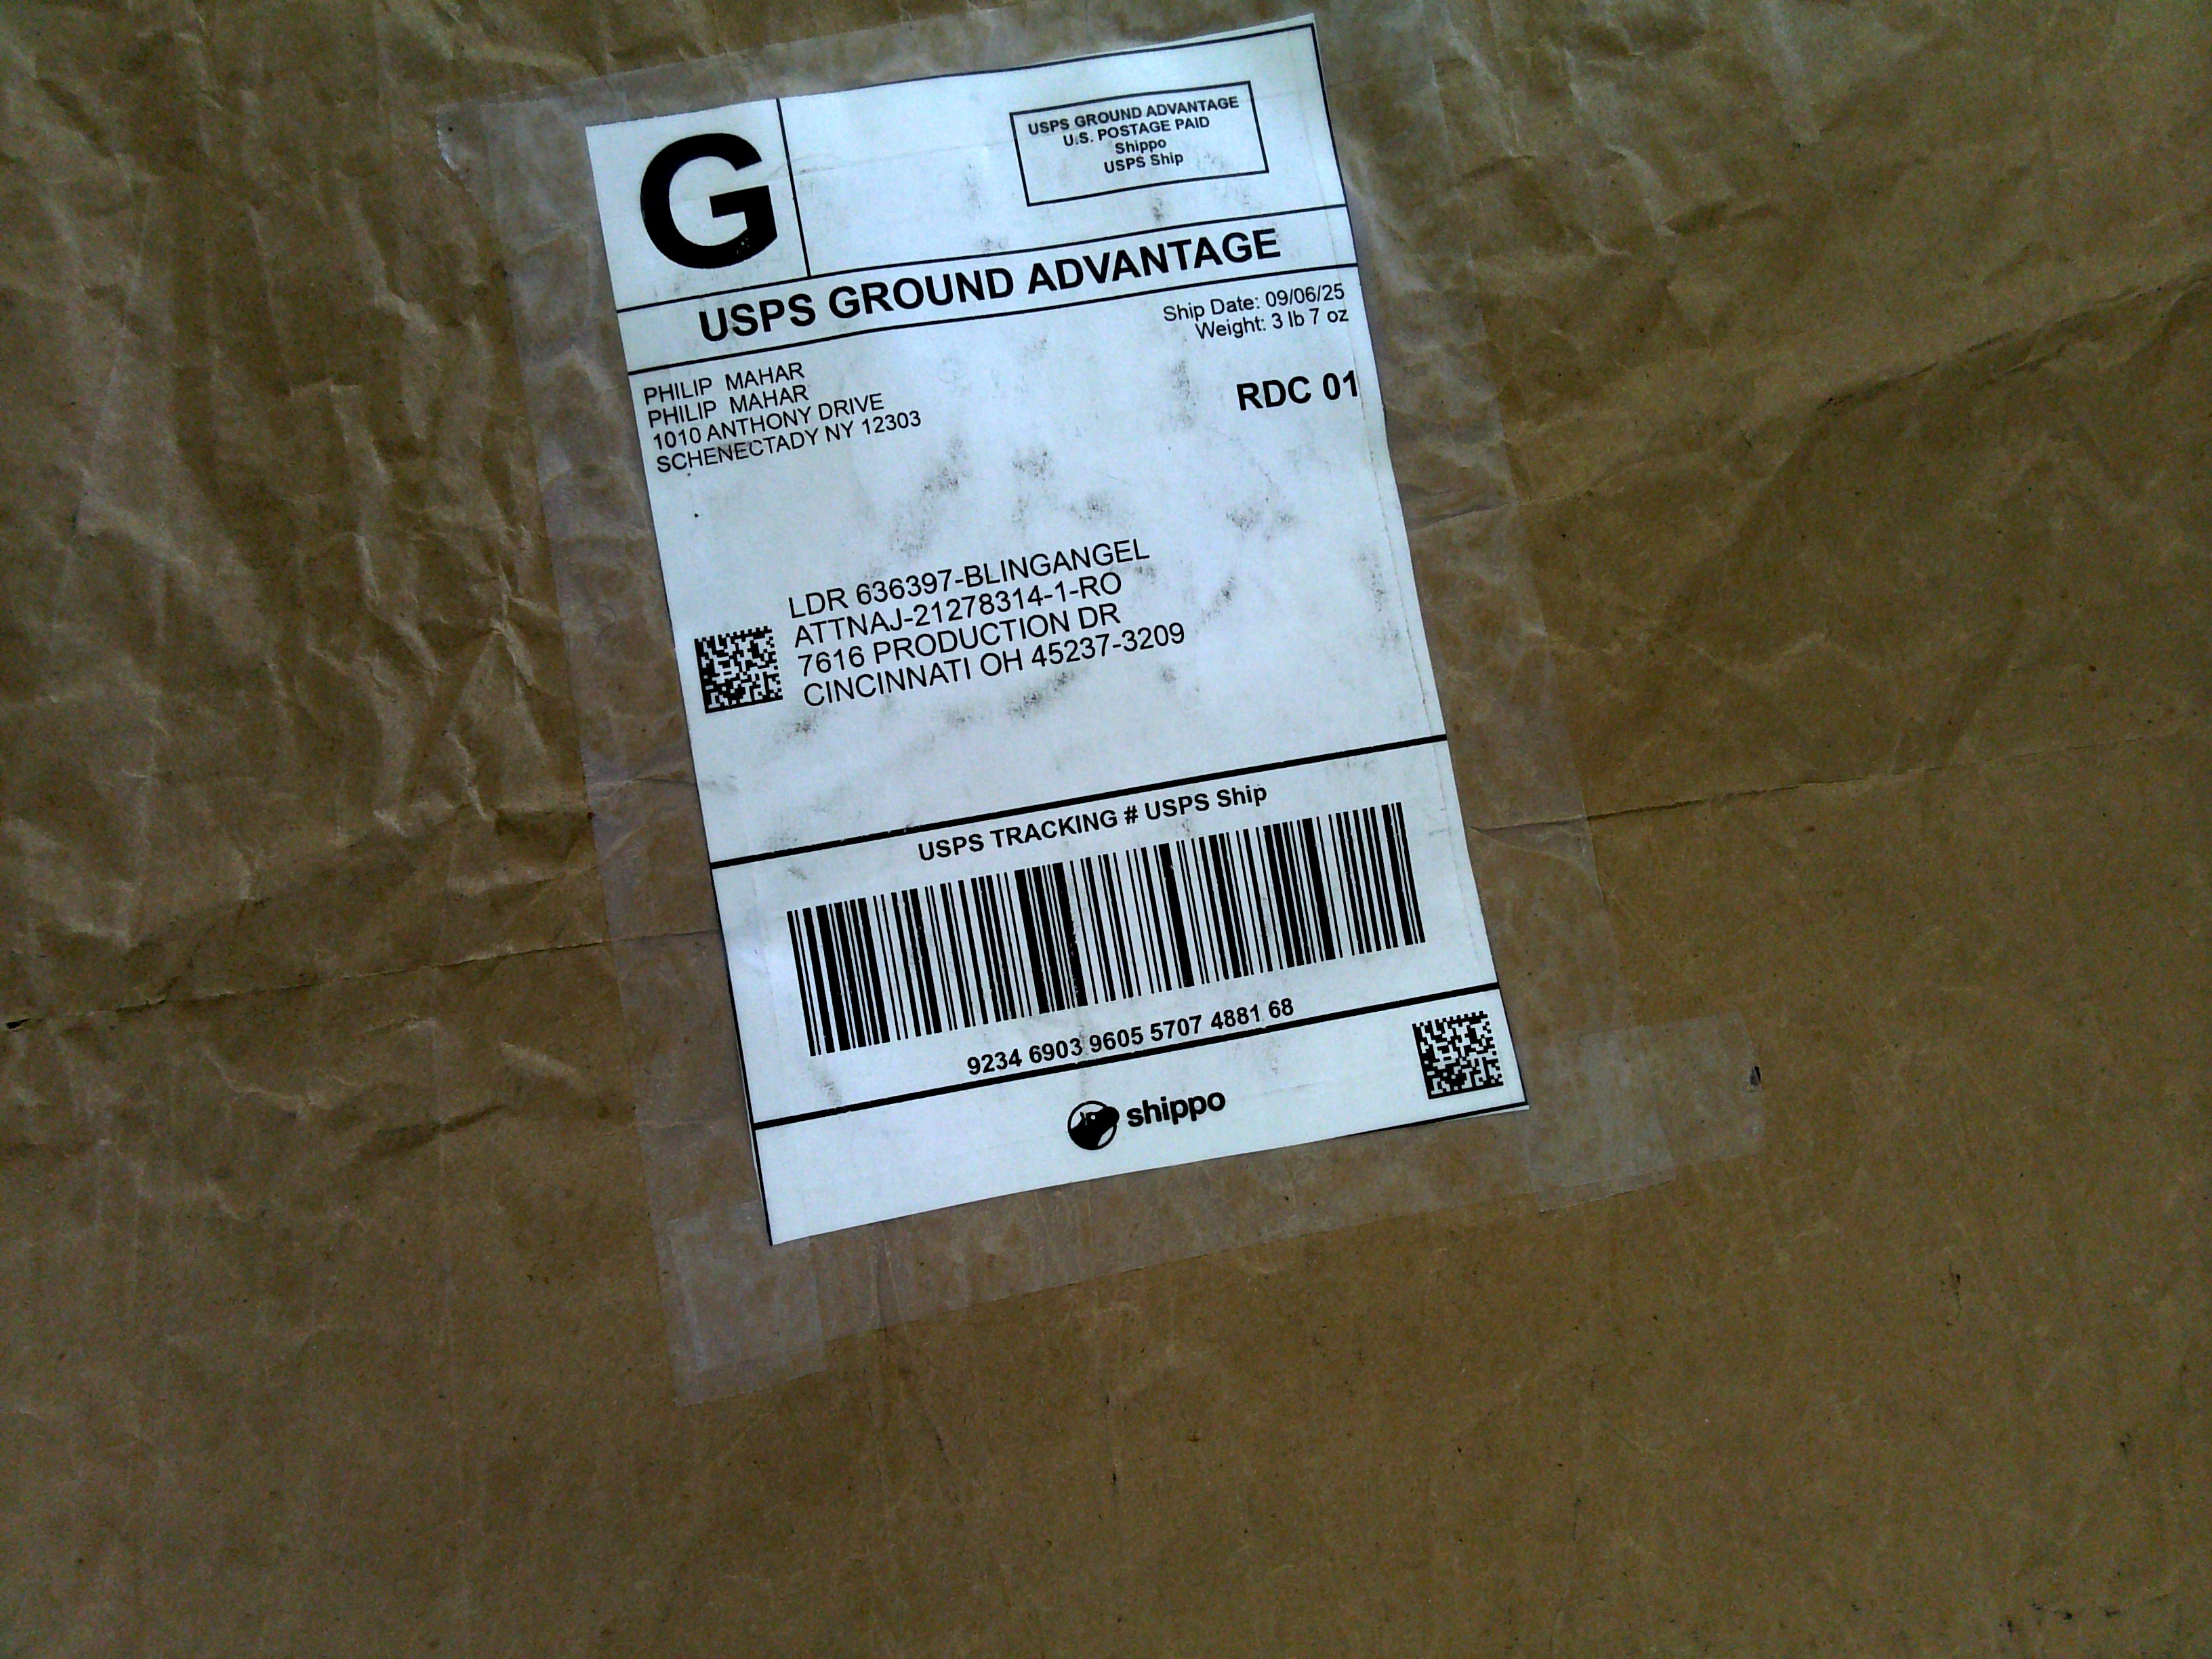 G
USPS GROUND ADVANTAGE
U.S. POSTAGE PAID
Shippo
USPS Ship
USPS GROUND ADVANTAGE
Ship Date: 09/06/25
Weight: 3 lb 7 oz
PHILIP MAHAR
PHILIP MAHAR
1010 ANTHONY DRIVE
SCHENECTADY NY 12303
RDC 01
LDR 636397-BLINGANGEL
ATTNAJ-21278314-1-RO
7616 PRODUCTION DR
CINCINNATI OH 45237-3209
USPS TRACKING # USPS Ship
9234 6903 9605 5707 4881 68
shippo